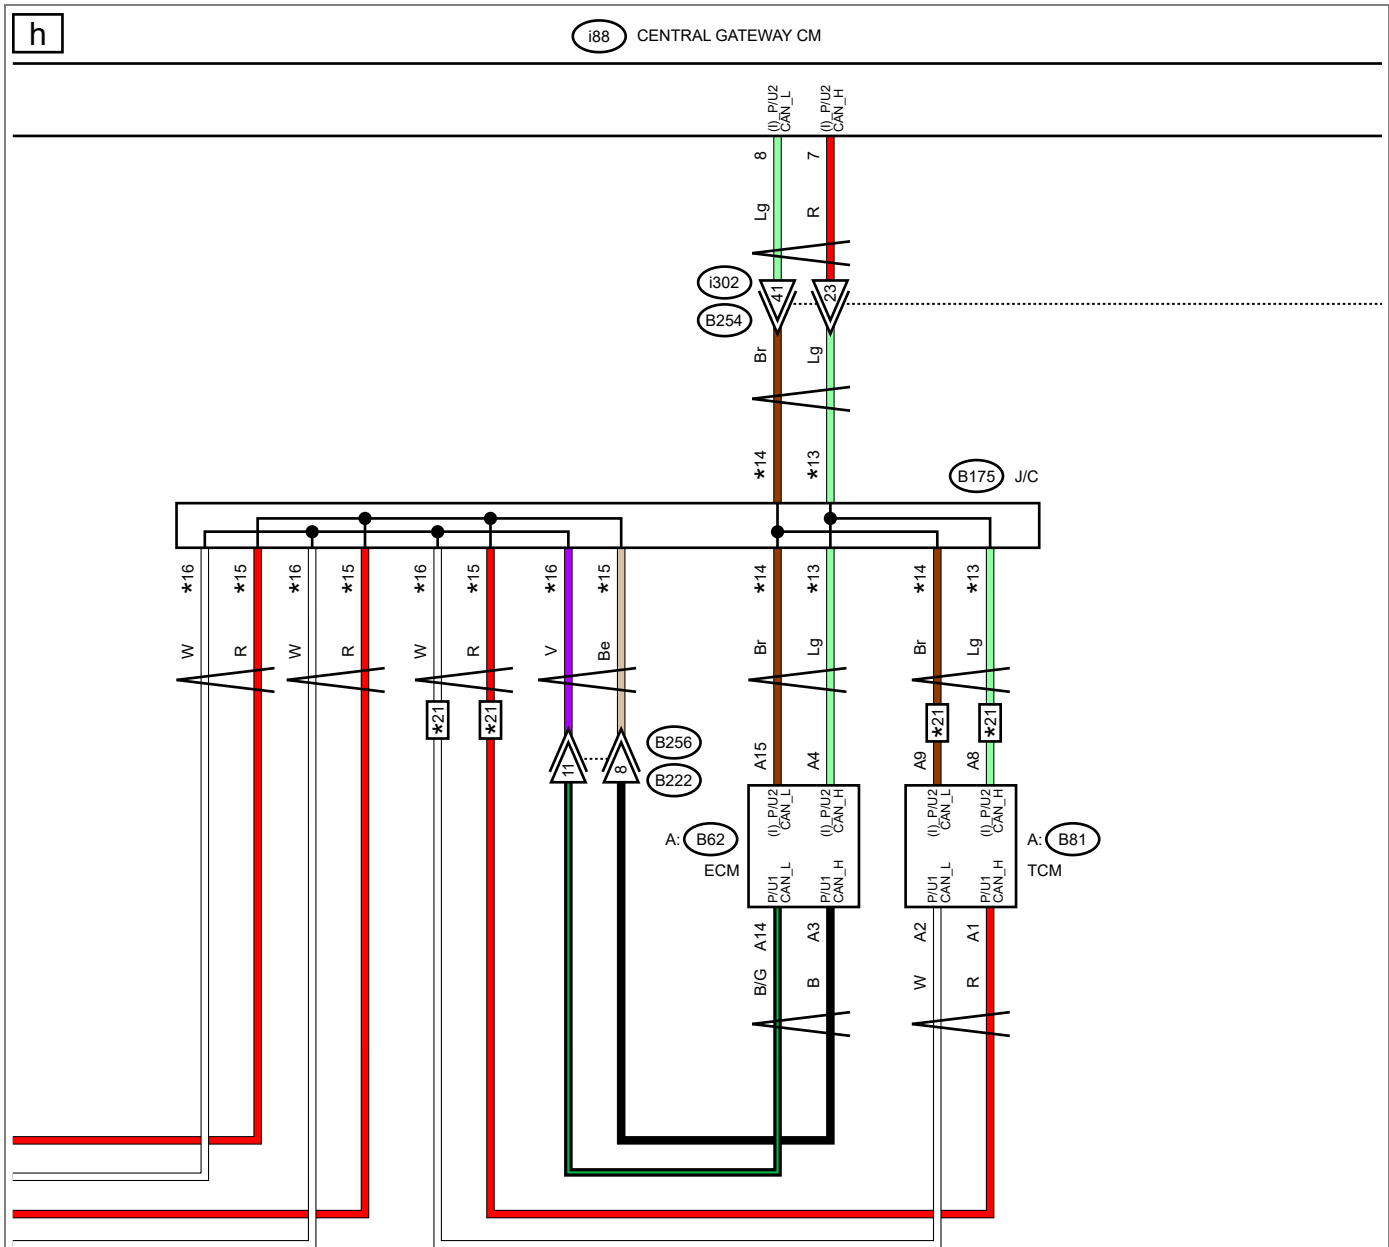 h
i88 CENTRAL GATEWAY CM
(I)_P/U2
CAN_L
(I)_P/U2
CAN_H
8
7
Lg
R
i302
41
23
B254
Br
Lg
*14
*13
B175 J/C
*16
*15
*16
*15
*16
*15
*16
*15
*14
*13
*14
*13
W
R
W
R
W
R
V
Be
Br
Lg
Br
Lg
*21
*21
*21
*21
11
8
B256
B222
A15
A4
A9
A8
(I)_P/U2
CAN_L
(I)_P/U2
CAN_H
(I)_P/U2
CAN_L
(I)_P/U2
CAN_H
A: B62
ECM
A: B81
TCM
P/U1
CAN_L
P/U1
CAN_H
P/U1
CAN_L
P/U1
CAN_H
A14
A3
A2
A1
B/G
B
W
R